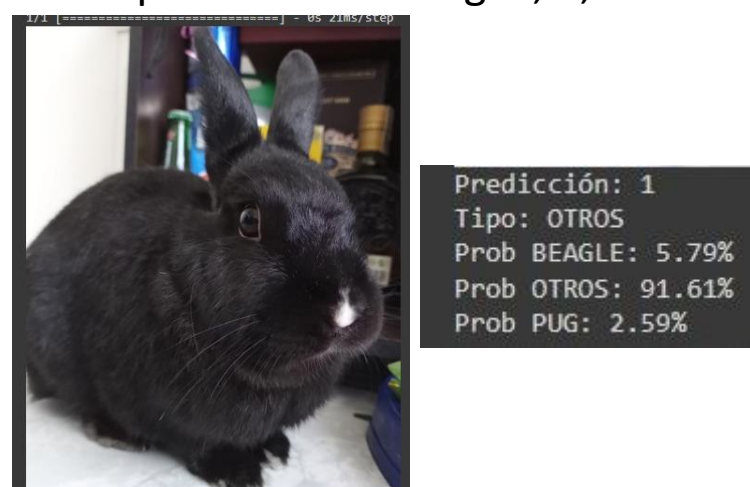 1/1 [==============================] - 0s 21ms/step
Predicción: 1
Tipo: OTROS
Prob BEAGLE: 5.79%
Prob OTROS: 91.61%
Prob PUG: 2.59%